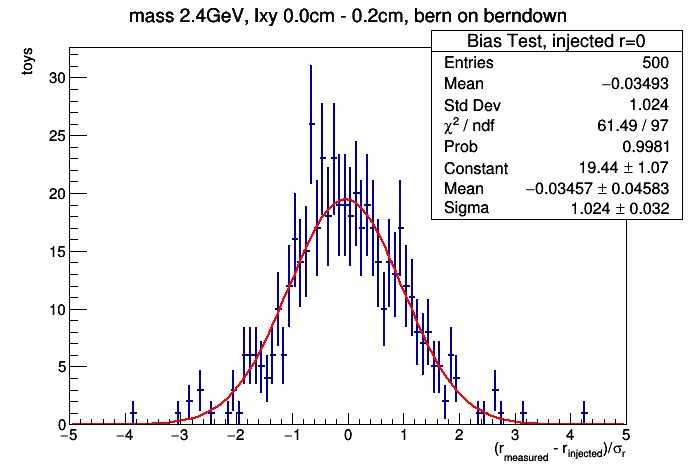 mass 2.4GeV, lxy 0.0cm - 0.2cm, bern on berndown
toys
Bias Test, injected r=0
Entries 500
Mean −0.03493
Std Dev 1.024
χ² / ndf 61.49 / 97
Prob 0.9981
Constant 19.44 ± 1.07
Mean −0.03457 ± 0.04583
Sigma 1.024 ± 0.032
30
25
20
15
10
5
0
−5 −4 −3 −2 −1 0 1 2 3 4 5
(r_measured - r_injected)/σ_r